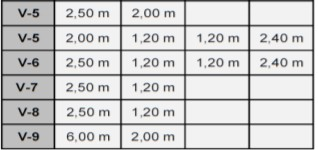 V-5 2,50 m 2,00 m
V-5 2,00 m 1,20 m 1,20 m 2,40 m
V-6 2,50 m 1,20 m 1,20 m 2,40 m
V-7 2,50 m 1,20 m
V-8 2,50 m 1,20 m
V-9 6,00 m 2,00 m